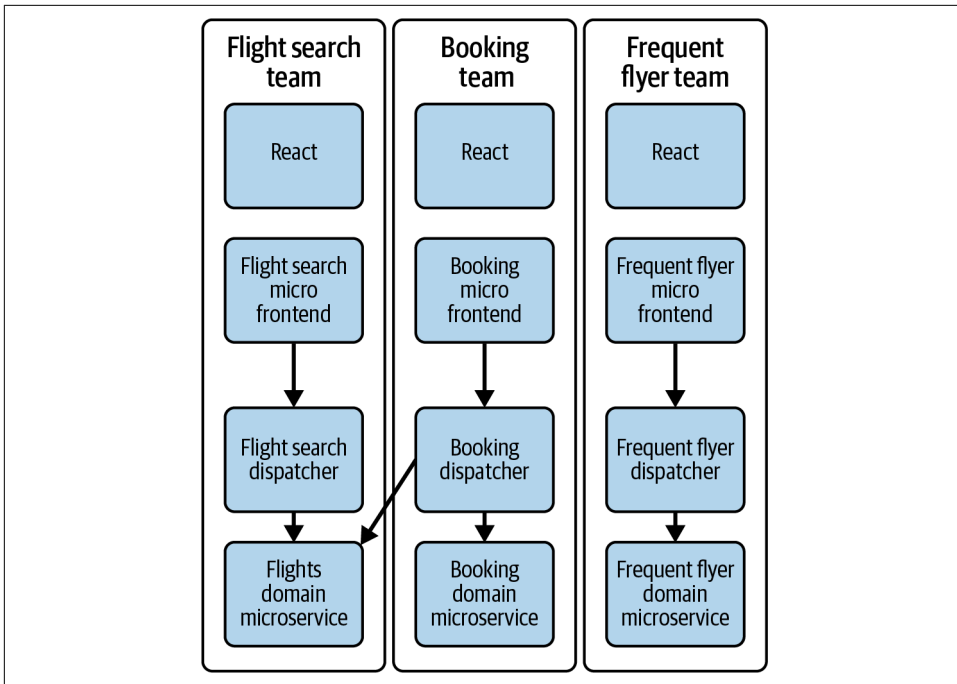 Flight search
team
React
Flight search
micro
frontend
Flight search
dispatcher
Flights
domain
microservice
Booking
team
React
Booking
micro
frontend
Booking
dispatcher
Booking
domain
microservice
Frequent
flyer team
React
Frequent flyer
micro
frontend
Frequent flyer
dispatcher
Frequent flyer
domain
microservice